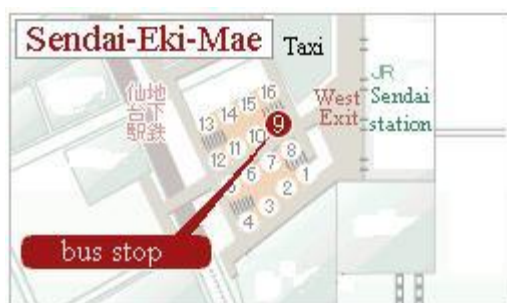 Sendai-Eki-Mae
Taxi
JR
Sendai
station
West
Exit
仙台駅
地下鉄
16
15
14
13
9
10
11
12
8
7
6
5
1
2
3
4
bus stop